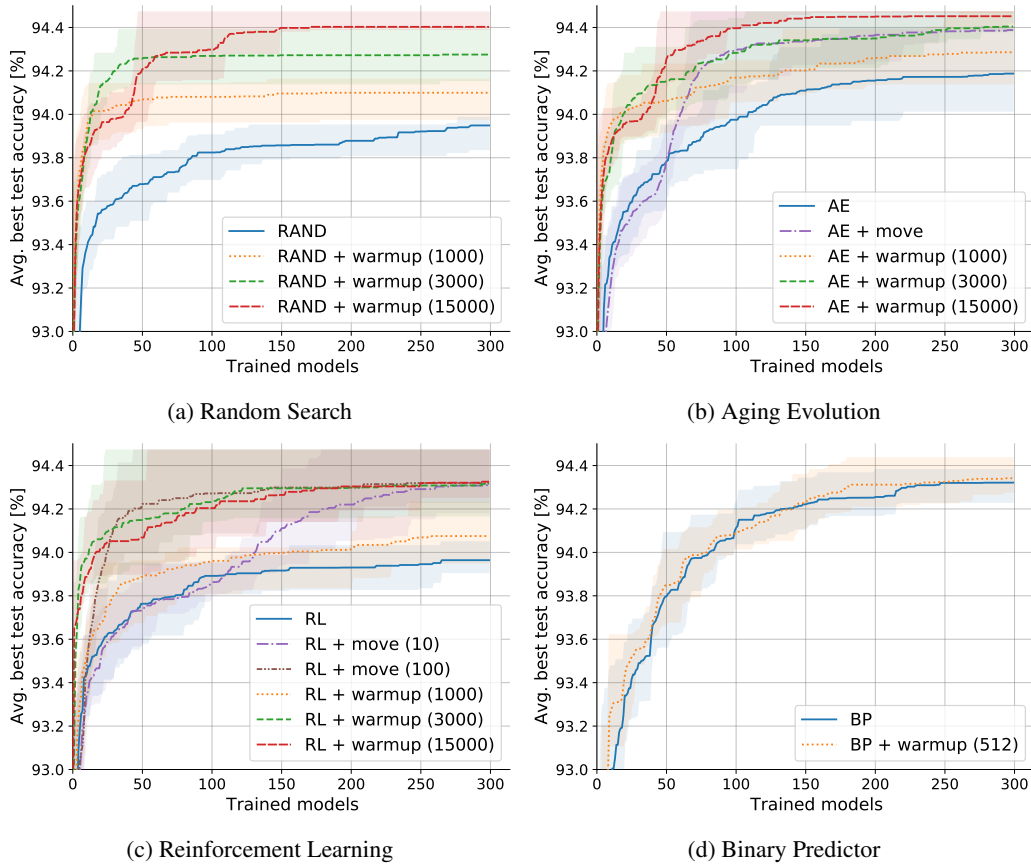 Avg. best test accuracy [%]
94.4
94.2
94.0
93.8
93.6
93.4
93.2
93.0
0 50 100 150 200 250 300
Trained models
RAND
RAND + warmup (1000)
RAND + warmup (3000)
RAND + warmup (15000)
(a) Random Search
Avg. best test accuracy [%]
94.4
94.2
94.0
93.8
93.6
93.4
93.2
93.0
0 50 100 150 200 250 300
Trained models
AE
AE + move
AE + warmup (1000)
AE + warmup (3000)
AE + warmup (15000)
(b) Aging Evolution
Avg. best test accuracy [%]
94.4
94.2
94.0
93.8
93.6
93.4
93.2
93.0
0 50 100 150 200 250 300
Trained models
RL
RL + move (10)
RL + move (100)
RL + warmup (1000)
RL + warmup (3000)
RL + warmup (15000)
(c) Reinforcement Learning
Avg. best test accuracy [%]
94.4
94.2
94.0
93.8
93.6
93.4
93.2
93.0
0 50 100 150 200 250 300
Trained models
BP
BP + warmup (512)
(d) Binary Predictor